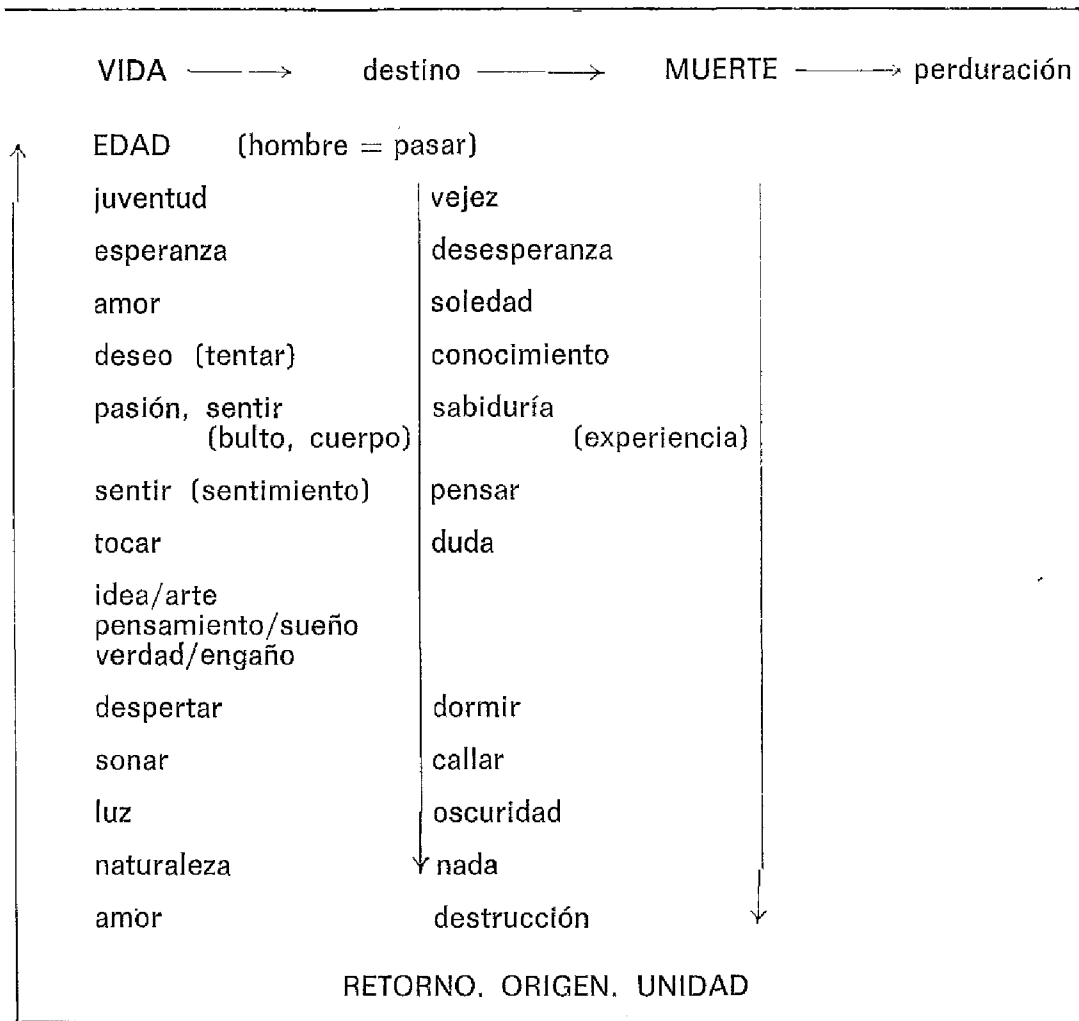 VIDA → destino → MUERTE → perduración
EDAD (hombre = pasar)
juventud vejez
esperanza desesperanza
amor soledad
deseo (tentar) conocimiento
pasión, sentir sabiduría
(bulto, cuerpo) (experiencia)
sentir (sentimiento) pensar
tocar duda
idea/arte
pensamiento/sueño
verdad/engaño
despertar dormir
sonar callar
luz oscuridad
naturaleza nada
amor destrucción
RETORNO. ORIGEN. UNIDAD